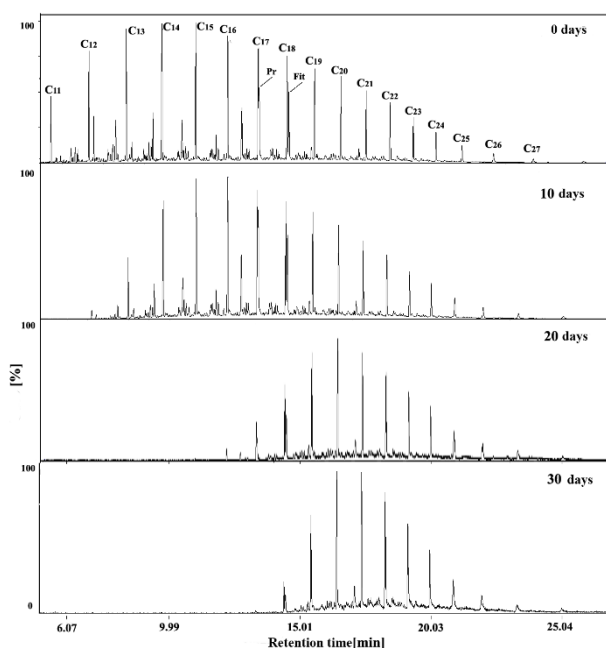 100
0 days
C11
C12
C13
C14
C15
C16
C17
Pr
C18
Fit
C19
C20
C21
C22
C23
C24
C25
C26
C27
100
10 days
100
20 days
[%]
100
30 days
0
6.07 9.99 15.01 20.03 25.04
Retention time[min]